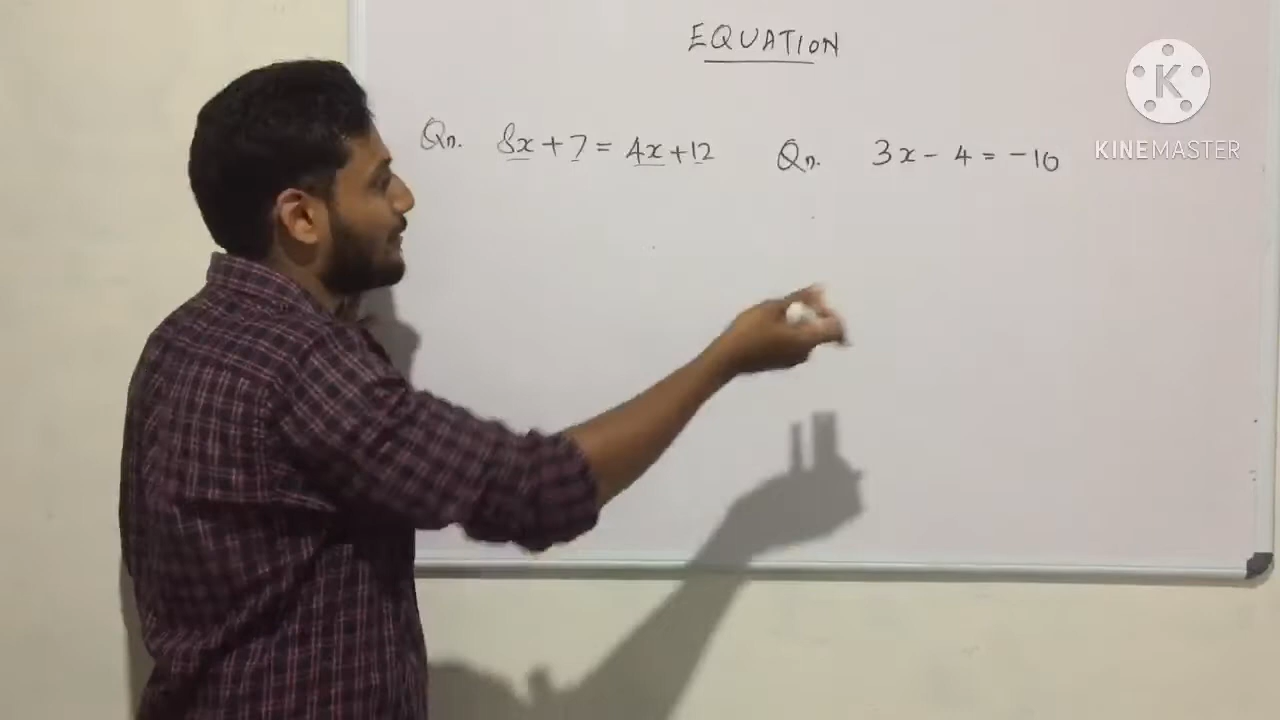 EQUATION
Qn. 8x + 7 = 4x + 12
Qn. 3x - 4 = -10
K
KINEMASTER